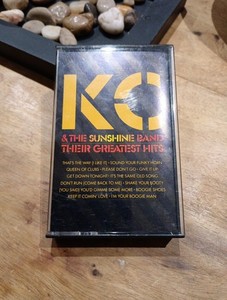 KC
& THE SUNSHINE BAND
THEIR GREATEST HITS
THAT'S THE WAY (I LIKE IT) • SOUND YOUR FUNKY HORN
QUEEN OF CLUBS • PLEASE DON'T GO • GIVE IT UP
GET DOWN TONIGHT • IT'S THE SAME OLD SONG
DON'T RUN (COME BACK TO ME) • SHAKE YOUR BOOTY
(YOU SAID) YOU'D GIMME SOME MORE • BOOGIE SHOES
KEEP IT COMIN' LOVE • I'M YOUR BOOGIE MAN